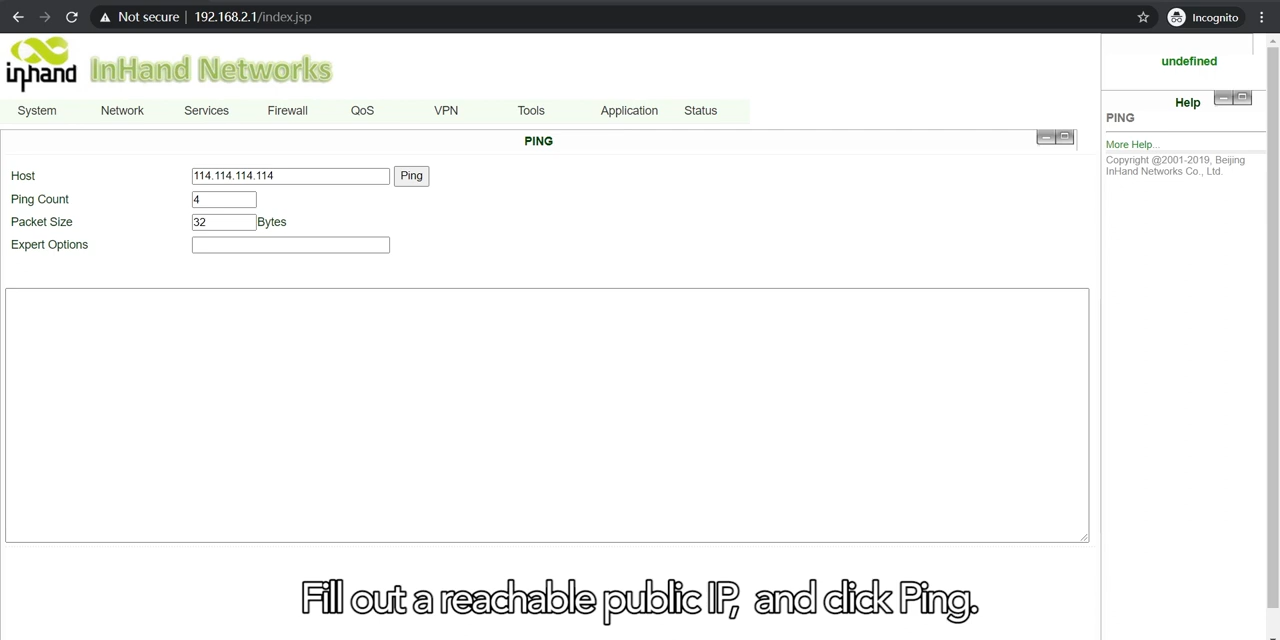 Not secure | 192.168.2.1/index.jsp
Incognito
inhand InHand Networks
undefined
System Network Services Firewall QoS VPN Tools Application Status
Help
PING
PING
More Help...
Copyright @2001-2019, Beijing
InHand Networks Co., Ltd.
Host 114.114.114.114 Ping
Ping Count 4
Packet Size 32 Bytes
Expert Options
Fill out a reachable public IP, and click Ping.